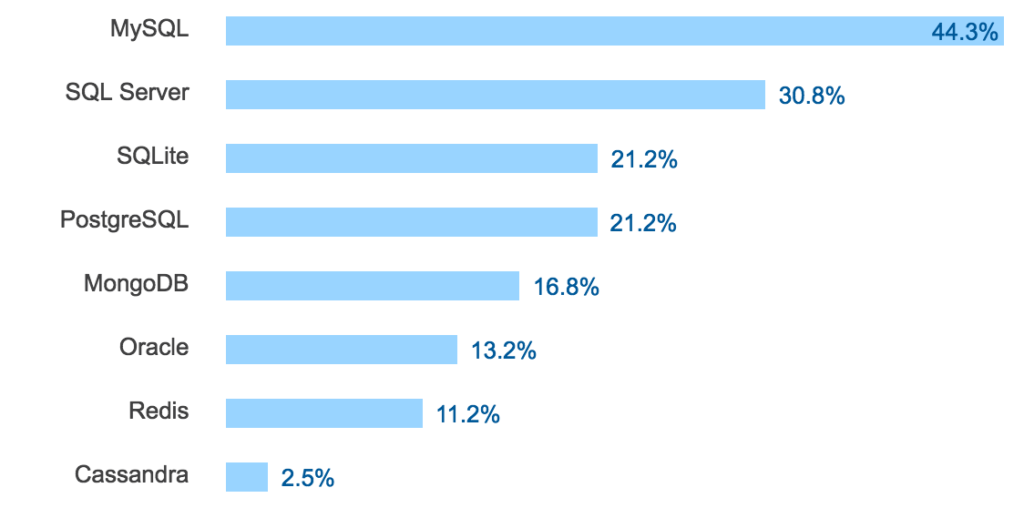 MySQL 44.3%
SQL Server 30.8%
SQLite 21.2%
PostgreSQL 21.2%
MongoDB 16.8%
Oracle 13.2%
Redis 11.2%
Cassandra 2.5%